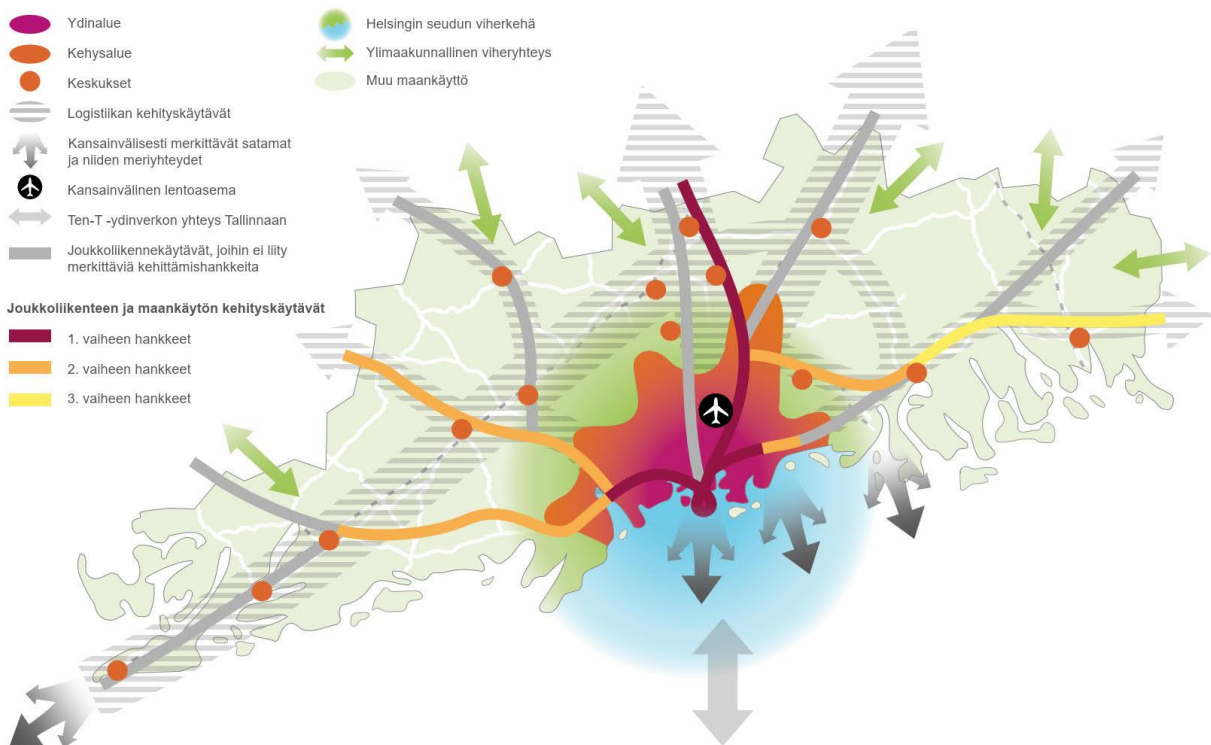 Ydinalue
Kehysalue
Keskukset
Logistiikan kehityskäytävät
Kansainvälisesti merkittävät satamat
ja niiden meriyhteydet
Kansainvälinen lentoasema
Ten-T -ydinverkon yhteys Tallinnaan
Joukkoliikennekäytävät, joihin ei liity
merkittäviä kehittämishankkeita
Joukkoliikenteen ja maankäytön kehityskäytävät
1. vaiheen hankkeet
2. vaiheen hankkeet
3. vaiheen hankkeet
Helsingin seudun viherkehä
Ylimaakunnallinen viheryhteys
Muu maankäyttö